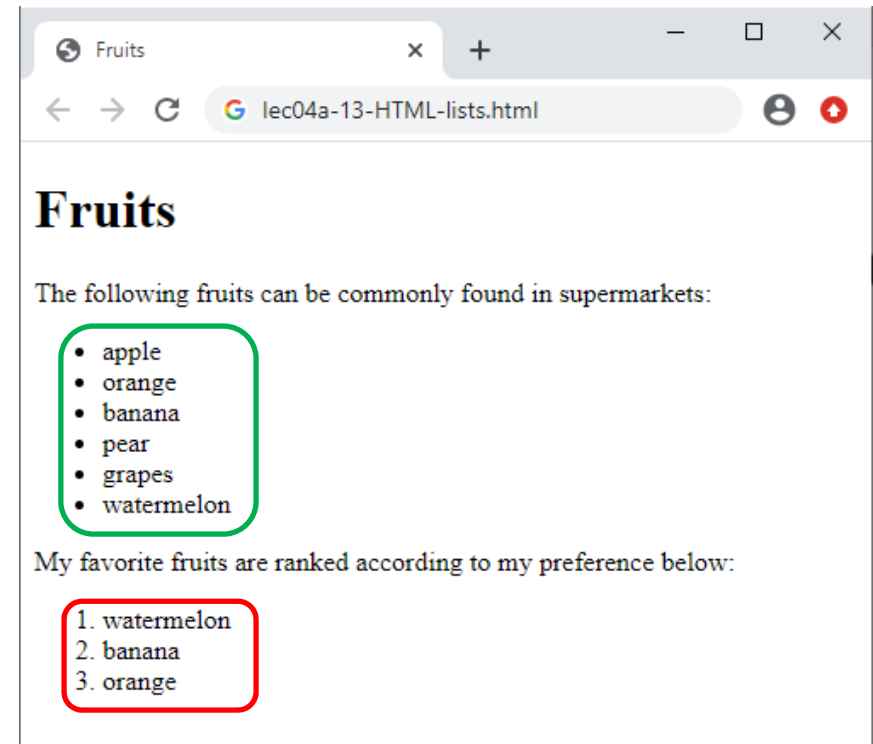 Fruits
lec04a-13-HTML-lists.html
Fruits
The following fruits can be commonly found in supermarkets:
• apple
• orange
• banana
• pear
• grapes
• watermelon
My favorite fruits are ranked according to my preference below:
1. watermelon
2. banana
3. orange